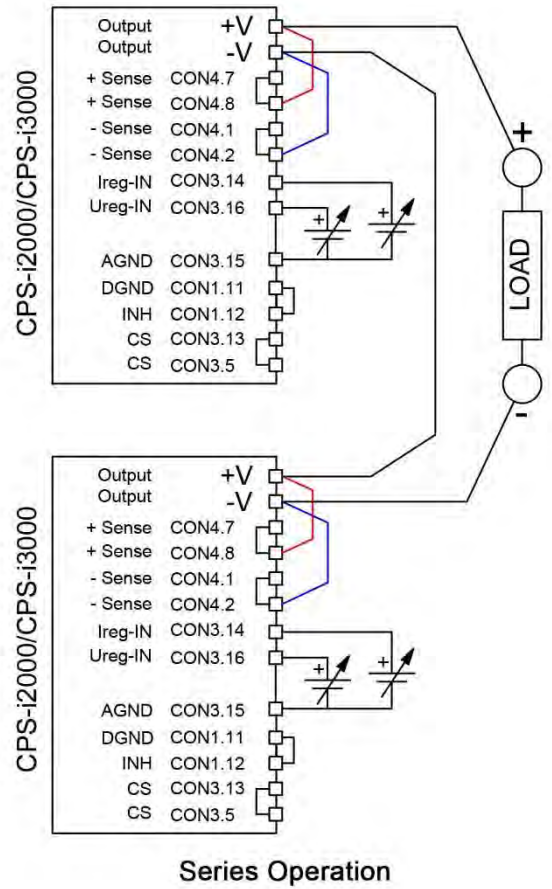 CPS-i2000/CPS-i3000
Output +V
Output -V
+ Sense CON4.7
+ Sense CON4.8
- Sense CON4.1
- Sense CON4.2
Ireg-IN CON3.14
Ureg-IN CON3.16
+ +
AGND CON3.15
DGND CON1.11
INH CON1.12
CS CON3.13
CS CON3.5
+
LOAD
-
CPS-i2000/CPS-i3000
Output +V
Output -V
+ Sense CON4.7
+ Sense CON4.8
- Sense CON4.1
- Sense CON4.2
Ireg-IN CON3.14
Ureg-IN CON3.16
+ +
AGND CON3.15
DGND CON1.11
INH CON1.12
CS CON3.13
CS CON3.5
Series Operation